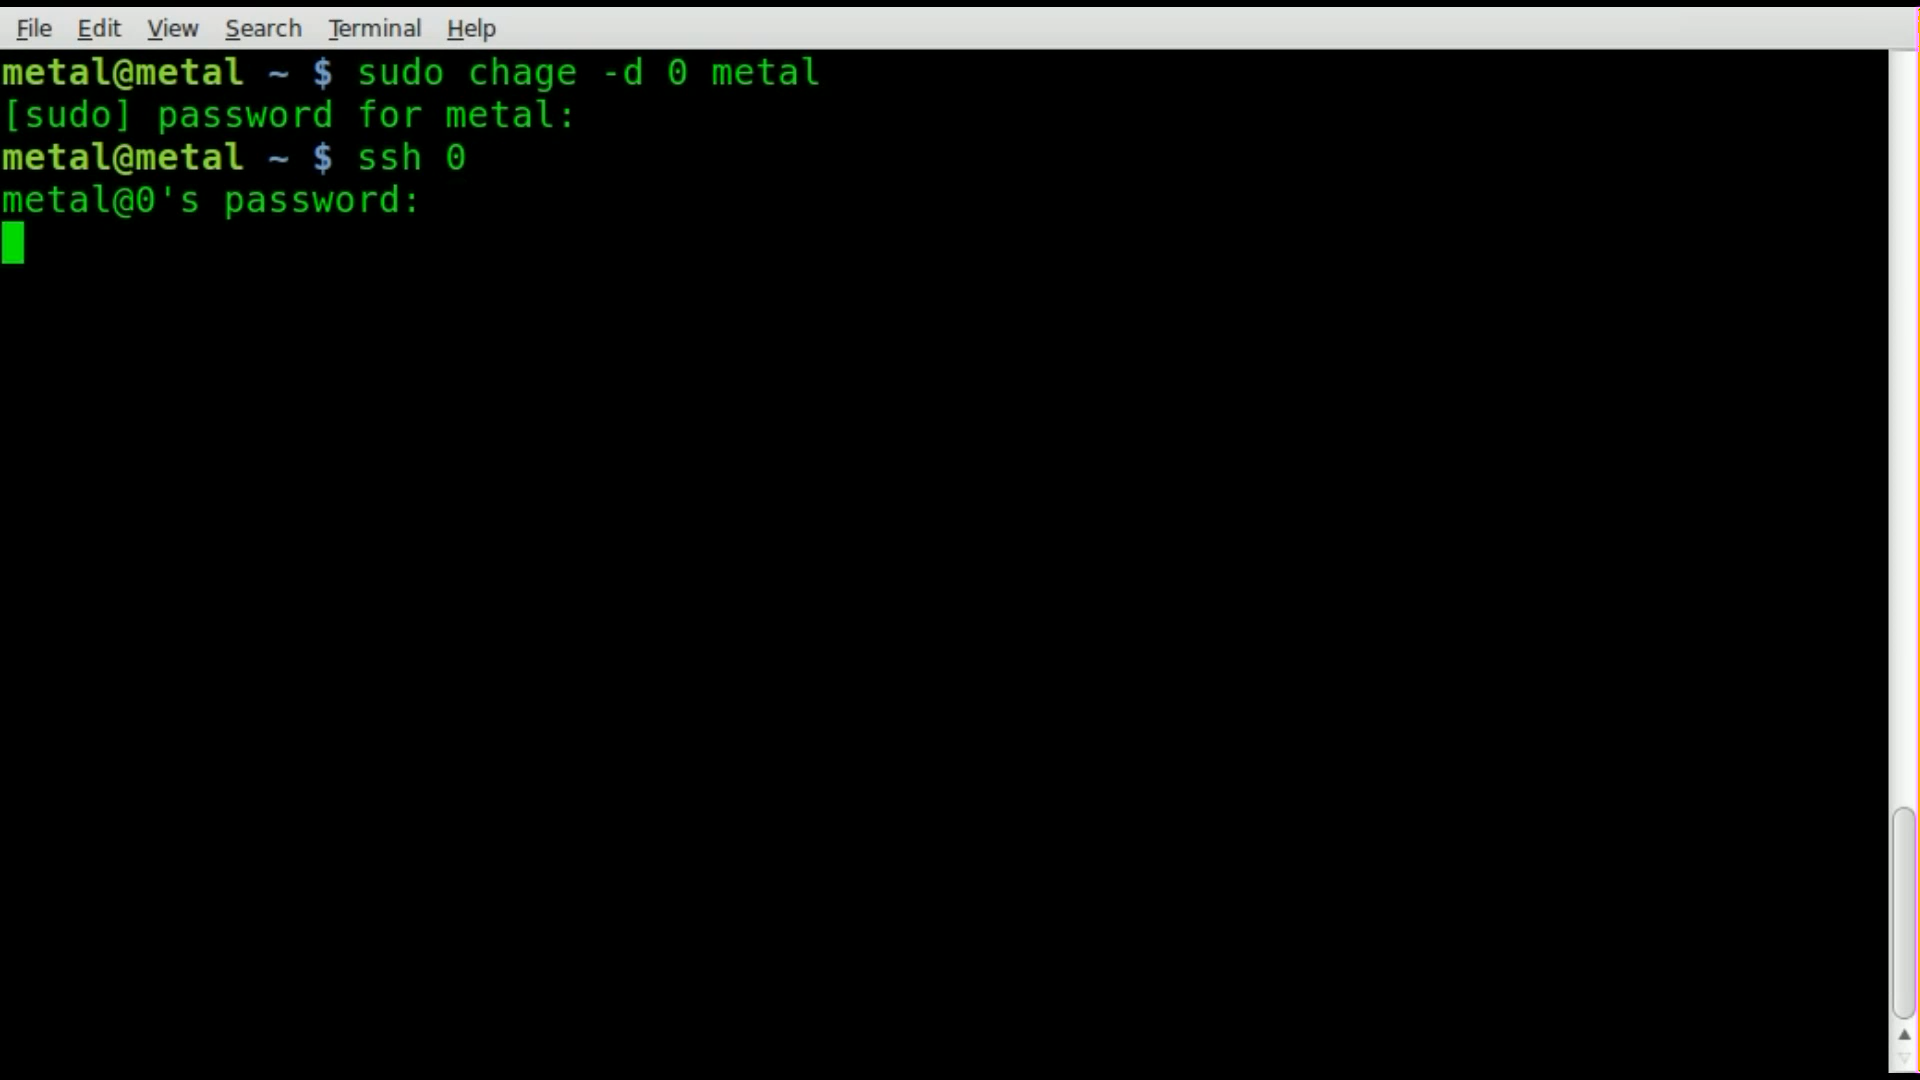 File Edit View Search Terminal Help
metal@metal ~ $ sudo chage -d 0 metal
[sudo] password for metal:
metal@metal ~ $ ssh 0
metal@0's password: